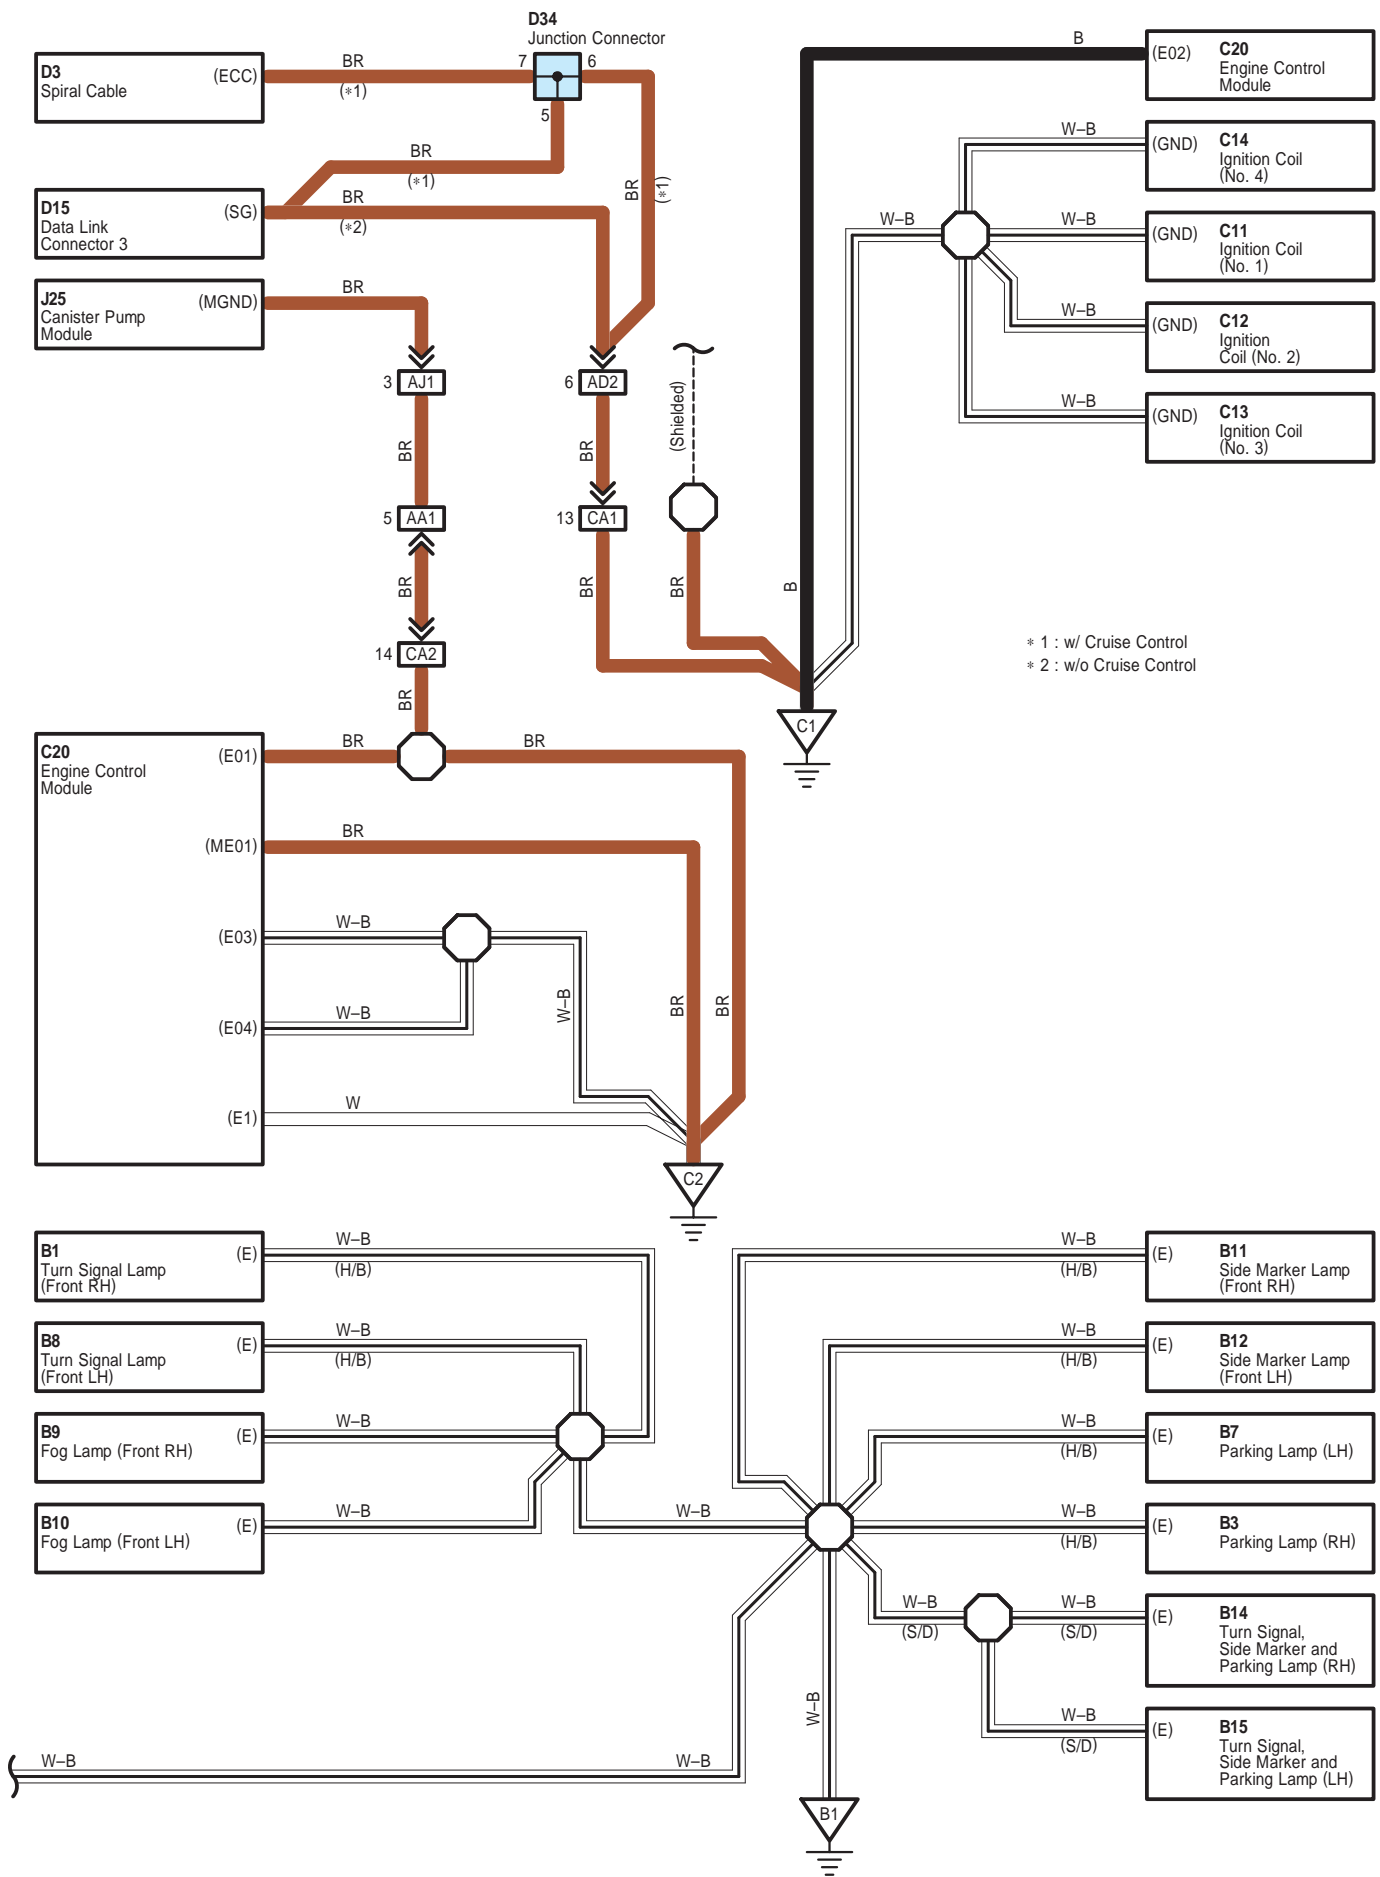 D34
Junction Connector
7
6
5
D3
Spiral Cable
(ECC)
BR
(∗1)
BR
(∗1)
BR
(∗1)
D15
Data Link
Connector 3
(SG)
BR
(∗2)
J25
Canister Pump
Module
(MGND)
BR
3 AJ1
6 AD2
(Shielded)
BR
BR
5 AA1
13 CA1
BR
BR
BR
B
14 CA2
BR
B
(E02)
C20
Engine Control
Module
W–B
(GND)
C14
Ignition Coil
(No. 4)
W–B
W–B
(GND)
C11
Ignition Coil
(No. 1)
W–B
(GND)
C12
Ignition
Coil (No. 2)
W–B
(GND)
C13
Ignition Coil
(No. 3)
∗ 1 : w/ Cruise Control
∗ 2 : w/o Cruise Control
C1
C20
Engine Control
Module
(E01)
BR
BR
(ME01)
BR
(E03)
W–B
(E04)
W–B
W–B
BR
BR
(E1)
W
C2
B1
Turn Signal Lamp
(Front RH)
(E)
W–B
(H/B)
B8
Turn Signal Lamp
(Front LH)
(E)
W–B
(H/B)
B9
Fog Lamp (Front RH)
(E)
W–B
B10
Fog Lamp (Front LH)
(E)
W–B
W–B
W–B
(H/B)
(E)
B11
Side Marker Lamp
(Front RH)
W–B
(H/B)
(E)
B12
Side Marker Lamp
(Front LH)
W–B
(H/B)
(E)
B7
Parking Lamp (LH)
W–B
(H/B)
(E)
B3
Parking Lamp (RH)
W–B
(S/D)
W–B
(S/D)
(E)
B14
Turn Signal,
Side Marker and
Parking Lamp (RH)
W–B
(S/D)
(E)
B15
Turn Signal,
Side Marker and
Parking Lamp (LH)
W–B
W–B
W–B
B1